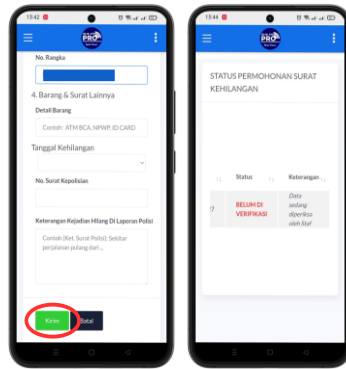 13.42
PRO
No. Rangka
4. Barang & Surat Lainnya
Detail Barang
Contoh: ATM BCA, NPWP, ID CARD
Tanggal Kehilangan
No. Surat Kepolisian
Keterangan Kejadian Hilang Di Laporan Polisi
Contoh (Ket. Surat Polisi): Sekitar
perjalanan pulang dari ...
Kirim
Batal
13.44
PRO
STATUS PERMOHONAN SURAT
KEHILANGAN
Status
Keterangan
BELUM DI
VERIFIKASI
Data
sedang
diperiksa
oleh Staf